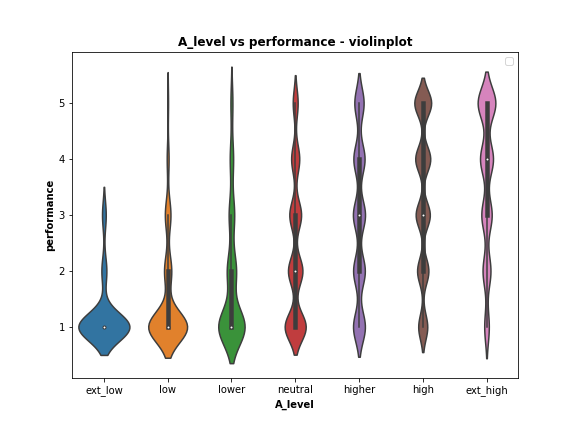 A_level vs performance - violinplot
performance
5
4
3
2
1
ext_low low lower neutral higher high ext_high
A_level